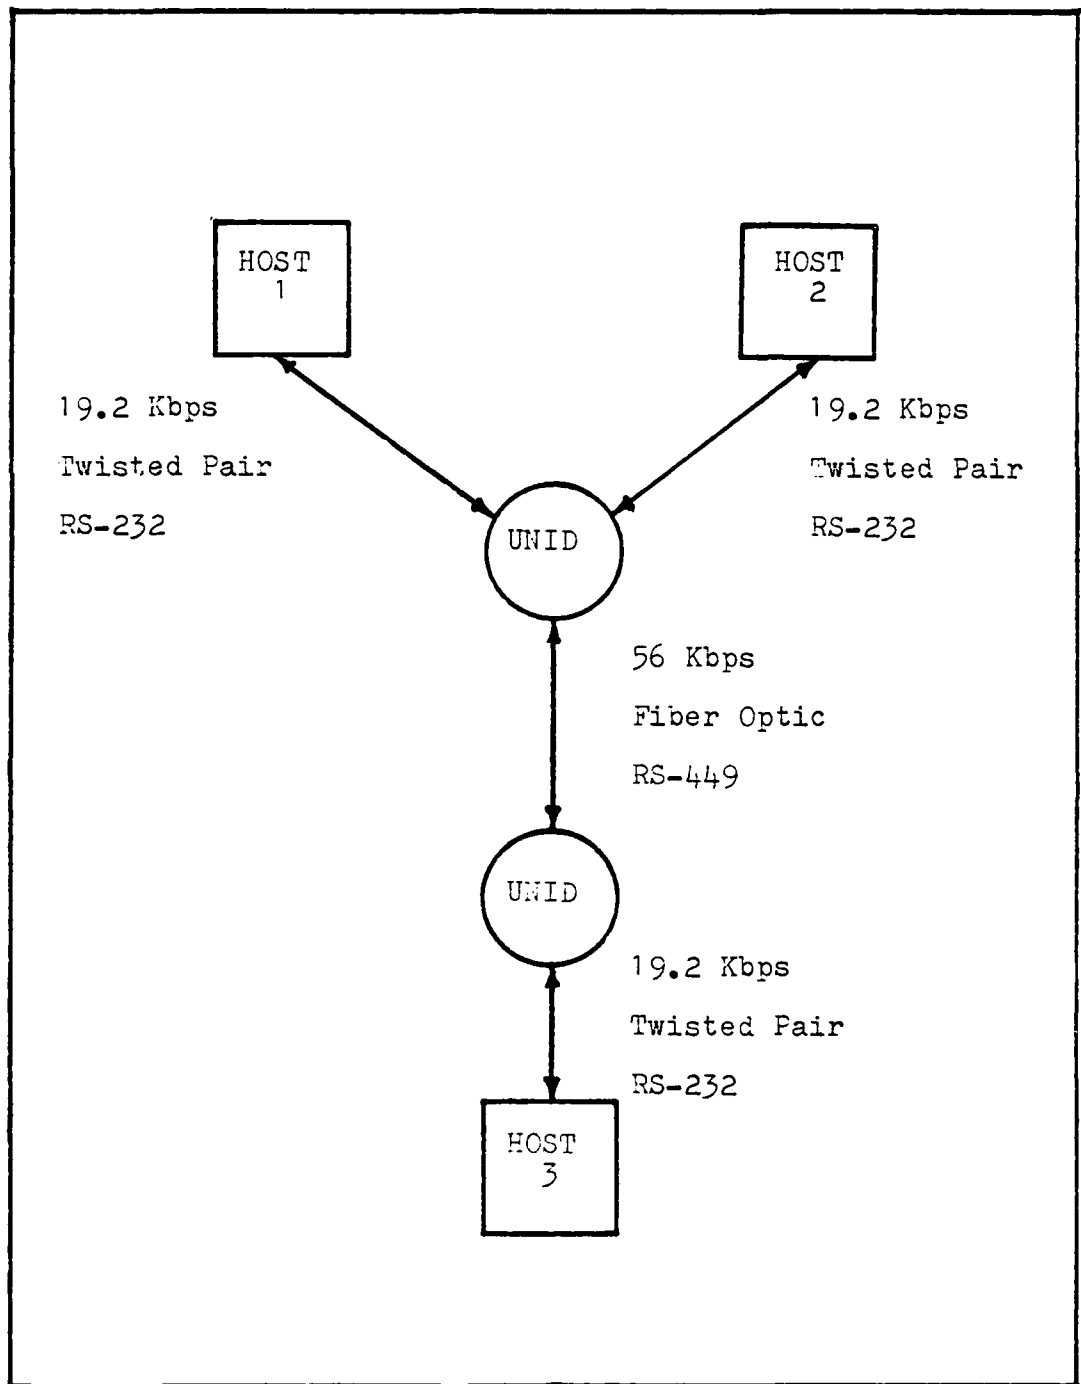 HOST
1
HOST
2
19.2 Kbps
Twisted Pair
RS-232
19.2 Kbps
Twisted Pair
RS-232
UNID
56 Kbps
Fiber Optic
RS-449
UNID
19.2 Kbps
Twisted Pair
RS-232
HOST
3